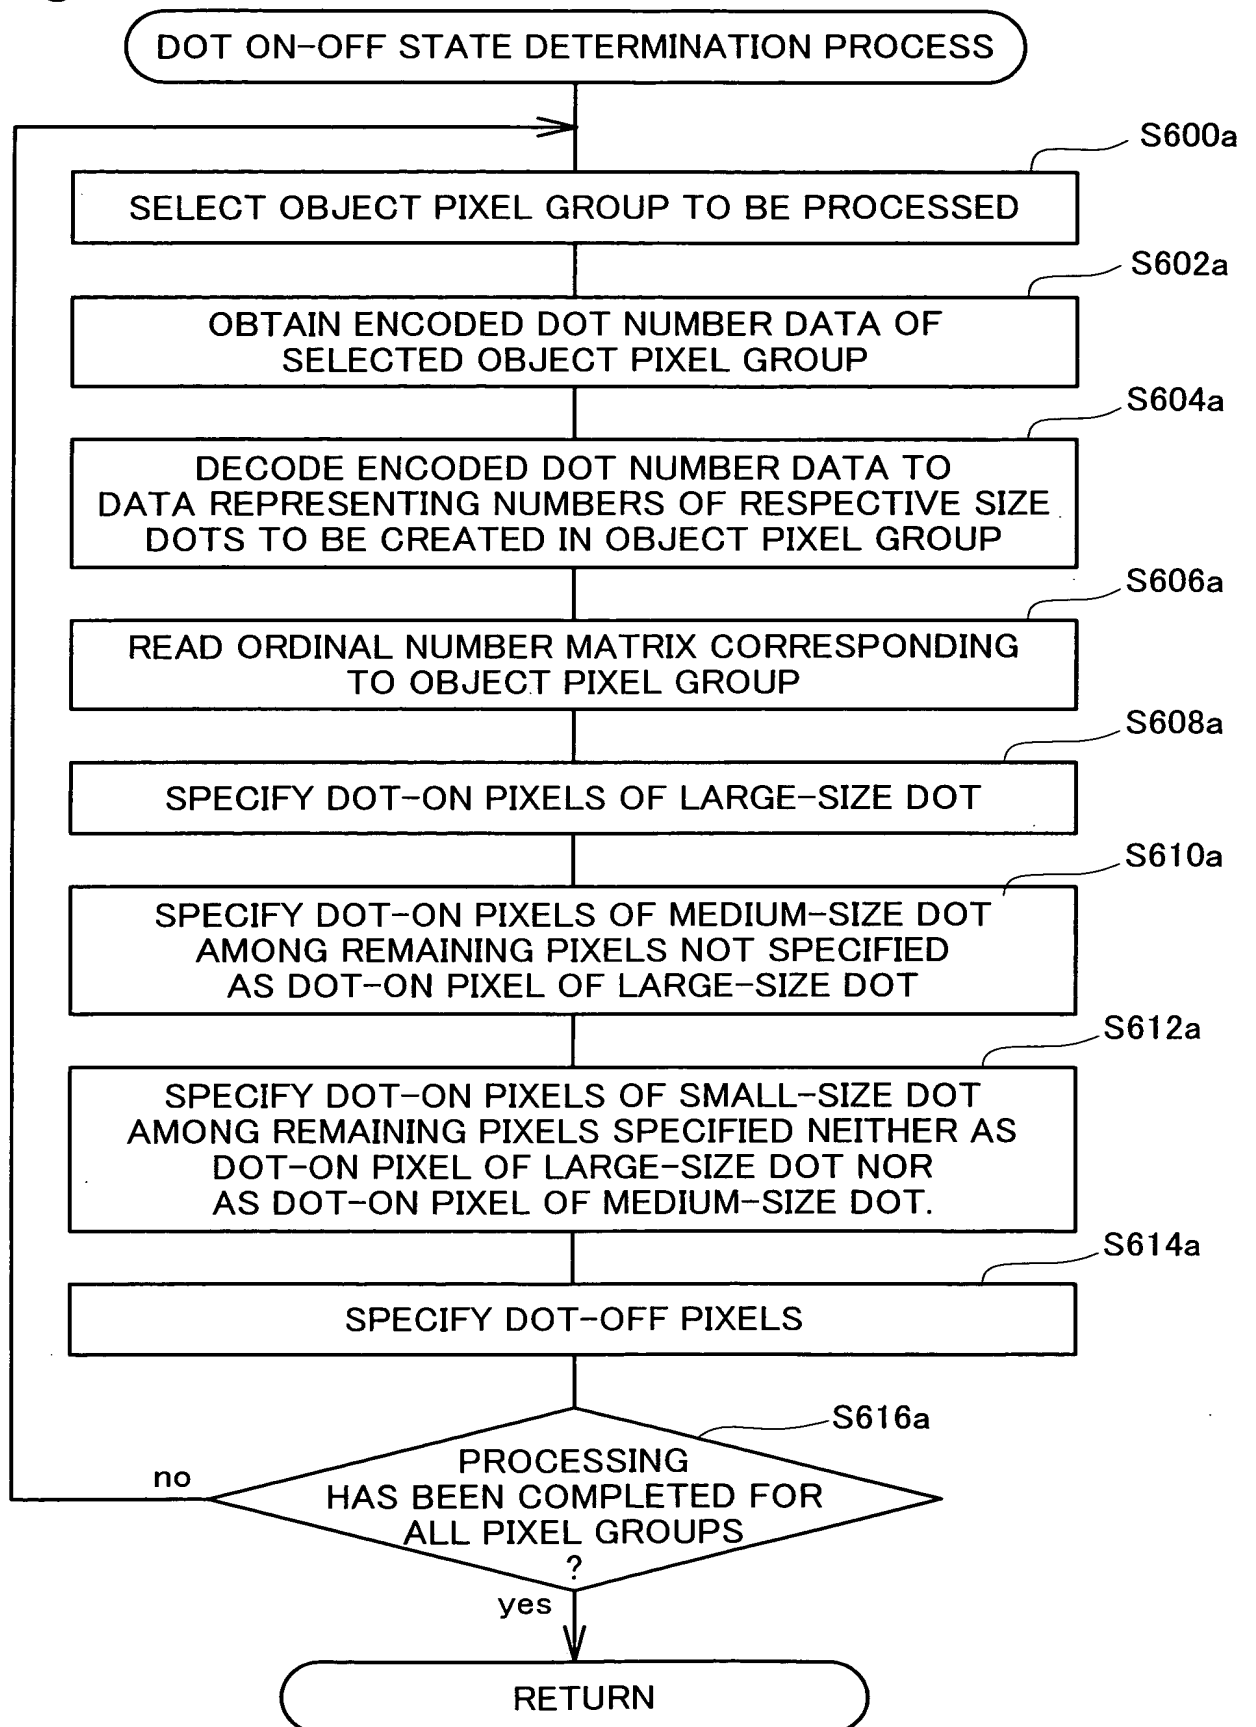 DOT ON-OFF STATE DETERMINATION PROCESS
S600a
SELECT OBJECT PIXEL GROUP TO BE PROCESSED
S602a
OBTAIN ENCODED DOT NUMBER DATA OF
SELECTED OBJECT PIXEL GROUP
S604a
DECODE ENCODED DOT NUMBER DATA TO
DATA REPRESENTING NUMBERS OF RESPECTIVE SIZE
DOTS TO BE CREATED IN OBJECT PIXEL GROUP
S606a
READ ORDINAL NUMBER MATRIX CORRESPONDING
TO OBJECT PIXEL GROUP
S608a
SPECIFY DOT-ON PIXELS OF LARGE-SIZE DOT
S610a
SPECIFY DOT-ON PIXELS OF MEDIUM-SIZE DOT
AMONG REMAINING PIXELS NOT SPECIFIED
AS DOT-ON PIXEL OF LARGE-SIZE DOT
S612a
SPECIFY DOT-ON PIXELS OF SMALL-SIZE DOT
AMONG REMAINING PIXELS SPECIFIED NEITHER AS
DOT-ON PIXEL OF LARGE-SIZE DOT NOR
AS DOT-ON PIXEL OF MEDIUM-SIZE DOT.
S614a
SPECIFY DOT-OFF PIXELS
S616a
PROCESSING
HAS BEEN COMPLETED FOR
ALL PIXEL GROUPS
?
no
yes
RETURN